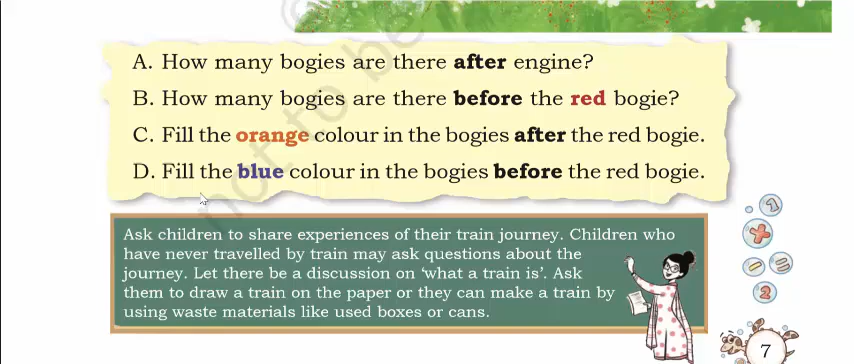 A. How many bogies are there after engine?
B. How many bogies are there before the red bogie?
C. Fill the orange colour in the bogies after the red bogie.
D. Fill the blue colour in the bogies before the red bogie.
not to be
Ask children to share experiences of their train journey. Children who
have never travelled by train may ask questions about the
journey. Let there be a discussion on ‘what a train is’. Ask
them to draw a train on the paper or they can make a train by
using waste materials like used boxes or cans.
2
7